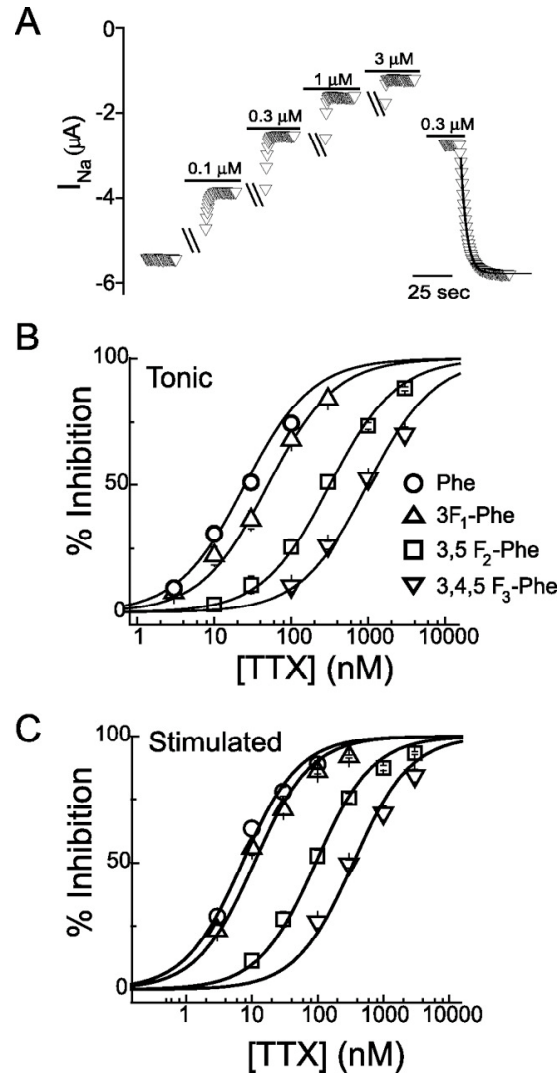 A
0
-2
-4
-6
I_Na (μA)
0.1 μM
0.3 μM
1 μM
3 μM
0.3 μM
25 sec
B
Tonic
100
50
0
% Inhibition
Phe
3F₁-Phe
3,5 F₂-Phe
3,4,5 F₃-Phe
1 10 100 1000 10000
[TTX] (nM)
C
Stimulated
100
50
0
% Inhibition
1 10 100 1000 10000
[TTX] (nM)